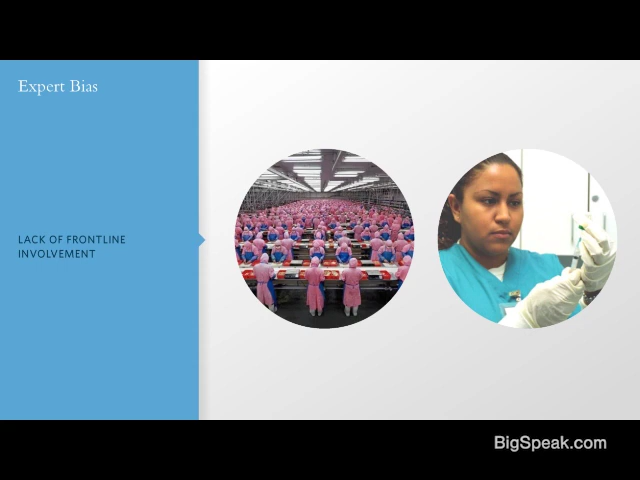 Expert Bias
LACK OF FRONTLINE
INVOLVEMENT
BigSpeak.com